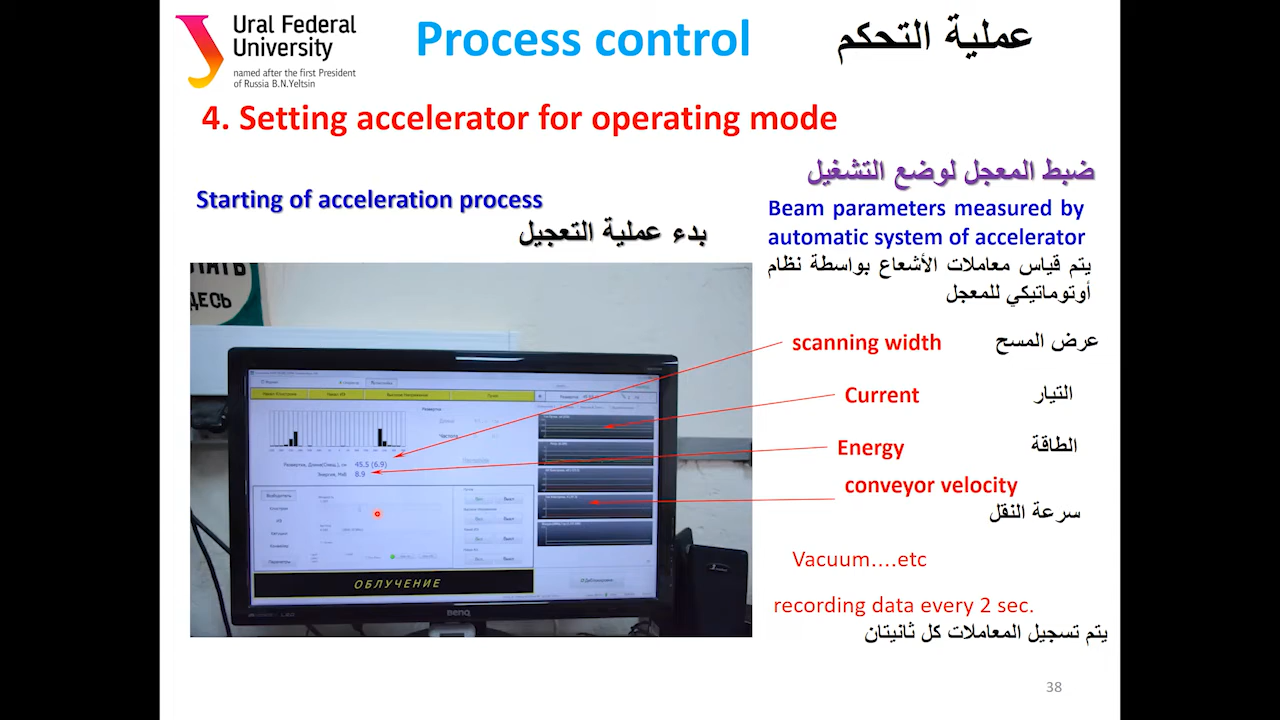 Ural Federal
University
named after the first President
of Russia B.N.Yeltsin
Process control
عملية التحكم
4. Setting accelerator for operating mode
ضبط المعجل لوضع التشغيل
Starting of acceleration process
بدء عملية التعجيل
Beam parameters measured by
automatic system of accelerator
يتم قياس معاملات الأشعاع بواسطة نظام
أوتوماتيكي للمعجل
ДЕСЬ
scanning width
عرض المسح
Current
التيار
Energy
الطاقة
conveyor velocity
سرعة النقل
Vacuum....etc
recording data every 2 sec.
يتم تسجيل المعاملات كل ثانيتان
45.5 (6.9)
8.9
ОБЛУЧЕНИЕ
BenQ
38